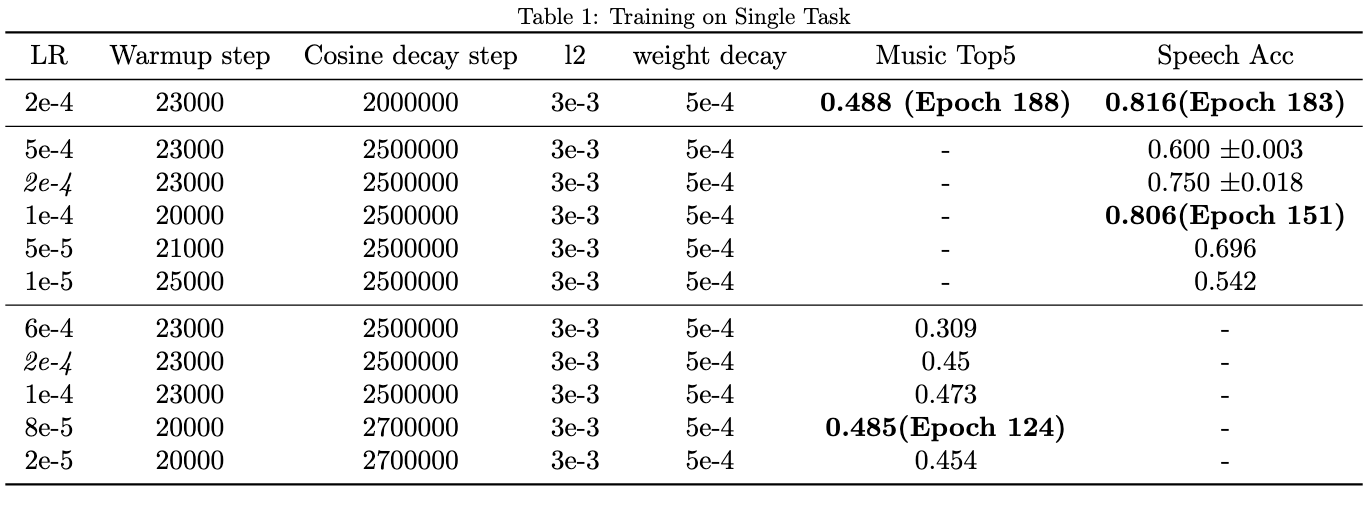 Table 1: Training on Single Task
LR Warmup step Cosine decay step l2 weight decay Music Top5 Speech Acc
2e-4 23000 2000000 3e-3 5e-4 0.488 (Epoch 188) 0.816(Epoch 183)
5e-4 23000 2500000 3e-3 5e-4 - 0.600 ±0.003
2e-4 23000 2500000 3e-3 5e-4 - 0.750 ±0.018
1e-4 20000 2500000 3e-3 5e-4 - 0.806(Epoch 151)
5e-5 21000 2500000 3e-3 5e-4 - 0.696
1e-5 25000 2500000 3e-3 5e-4 - 0.542
6e-4 23000 2500000 3e-3 5e-4 0.309 -
2e-4 23000 2500000 3e-3 5e-4 0.45 -
1e-4 23000 2500000 3e-3 5e-4 0.473 -
8e-5 20000 2700000 3e-3 5e-4 0.485(Epoch 124) -
2e-5 20000 2700000 3e-3 5e-4 0.454 -